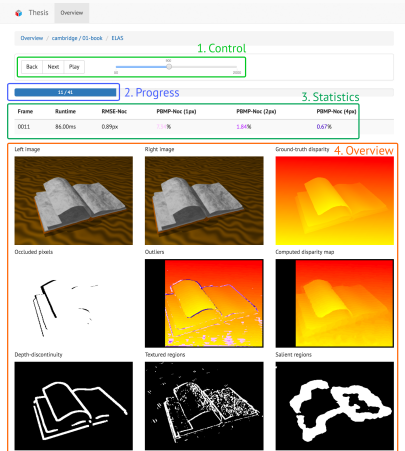 Thesis Overview
Overview / cambridge / 01-book / ELAS
1. Control
Back Next Play
2. Progress
11 / 41
3. Statistics
Frame Runtime RMSE-Noc PBMP-Noc (1px) PBMP-Noc (2px) PBMP-Noc (4px)
0011 86.00ms 0.89px % 1.84% 0.67%
4. Overview
Left image Right image Ground-truth disparity
Occluded pixels Outliers Computed disparity map
Depth-discontinuity Textured regions Salient regions